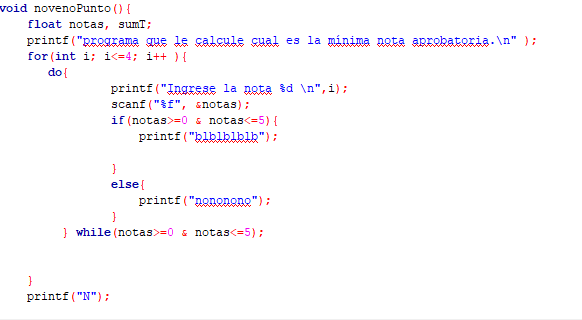 void novenoPunto(){
float notas, sumT;
printf("programa que le calcule cual es la mínima nota aprobatoria.\n" );
for(int i; i<=4; i++ ){
do{
printf("Ingrese la nota %d \n",i);
scanf("%f", &notas);
if(notas>=0 & notas<=5){
printf("blblblblb");
}
else{
printf("nononono");
}
} while(notas>=0 & notas<=5);
}
printf("N");